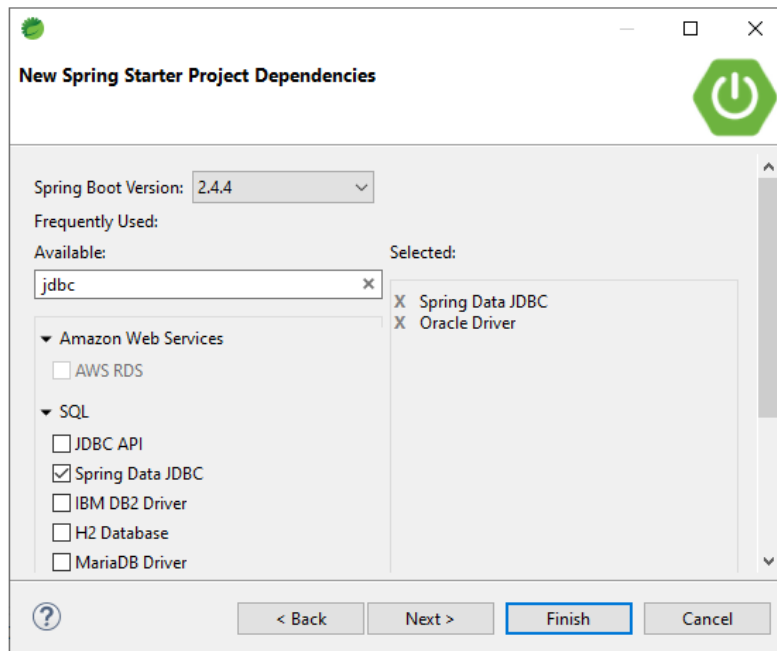 New Spring Starter Project Dependencies
Spring Boot Version: 2.4.4
Frequently Used:
Available:
Selected:
jdbc
X Spring Data JDBC
X Oracle Driver
Amazon Web Services
AWS RDS
SQL
JDBC API
Spring Data JDBC
IBM DB2 Driver
H2 Database
MariaDB Driver
? < Back Next > Finish Cancel